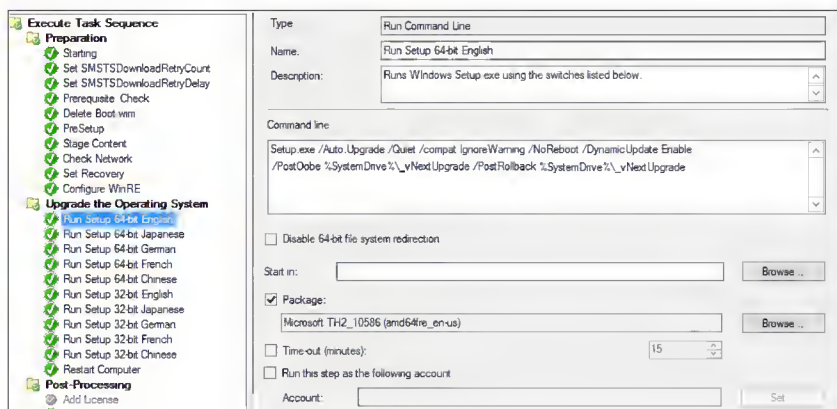 Execute Task Sequence
Preparation
Starting
Set SMSTSDownloadRetryCount
Set SMSTSDownloadRetryDelay
Prerequisite Check
Delete Boot wim
PreSetup
Stage Content
Check Network
Set Recovery
Configure WinRE
Upgrade the Operating System
Run Setup 64-bit English
Run Setup 64-bit Japanese
Run Setup 64-bit German
Run Setup 64-bit French
Run Setup 64-bit Chinese
Run Setup 32-bit English
Run Setup 32-bit Japanese
Run Setup 32-bit German
Run Setup 32-bit French
Run Setup 32-bit Chinese
Restart Computer
Post-Processing
Add License
Type
Run Command Line
Name.
Run Setup 64-bit English
Description:
Runs Windows Setup exe using the switches listed below.
Command line
Setup.exe /Auto.Upgrade /Quiet /compat IgnoreWarning /NoReboot /DynamicUpdate Enable
/PostOobe %SystemDrive%\_vNextUpgrade /PostRollback %SystemDrive%\_vNextUpgrade
Disable 64-bit file system redirection
Start in:
Browse ..
Package:
Microsoft TH2_10586 (amd64fre_en-us)
Browse ..
Time-out (minutes):
15
Run this step as the following account
Account:
Set